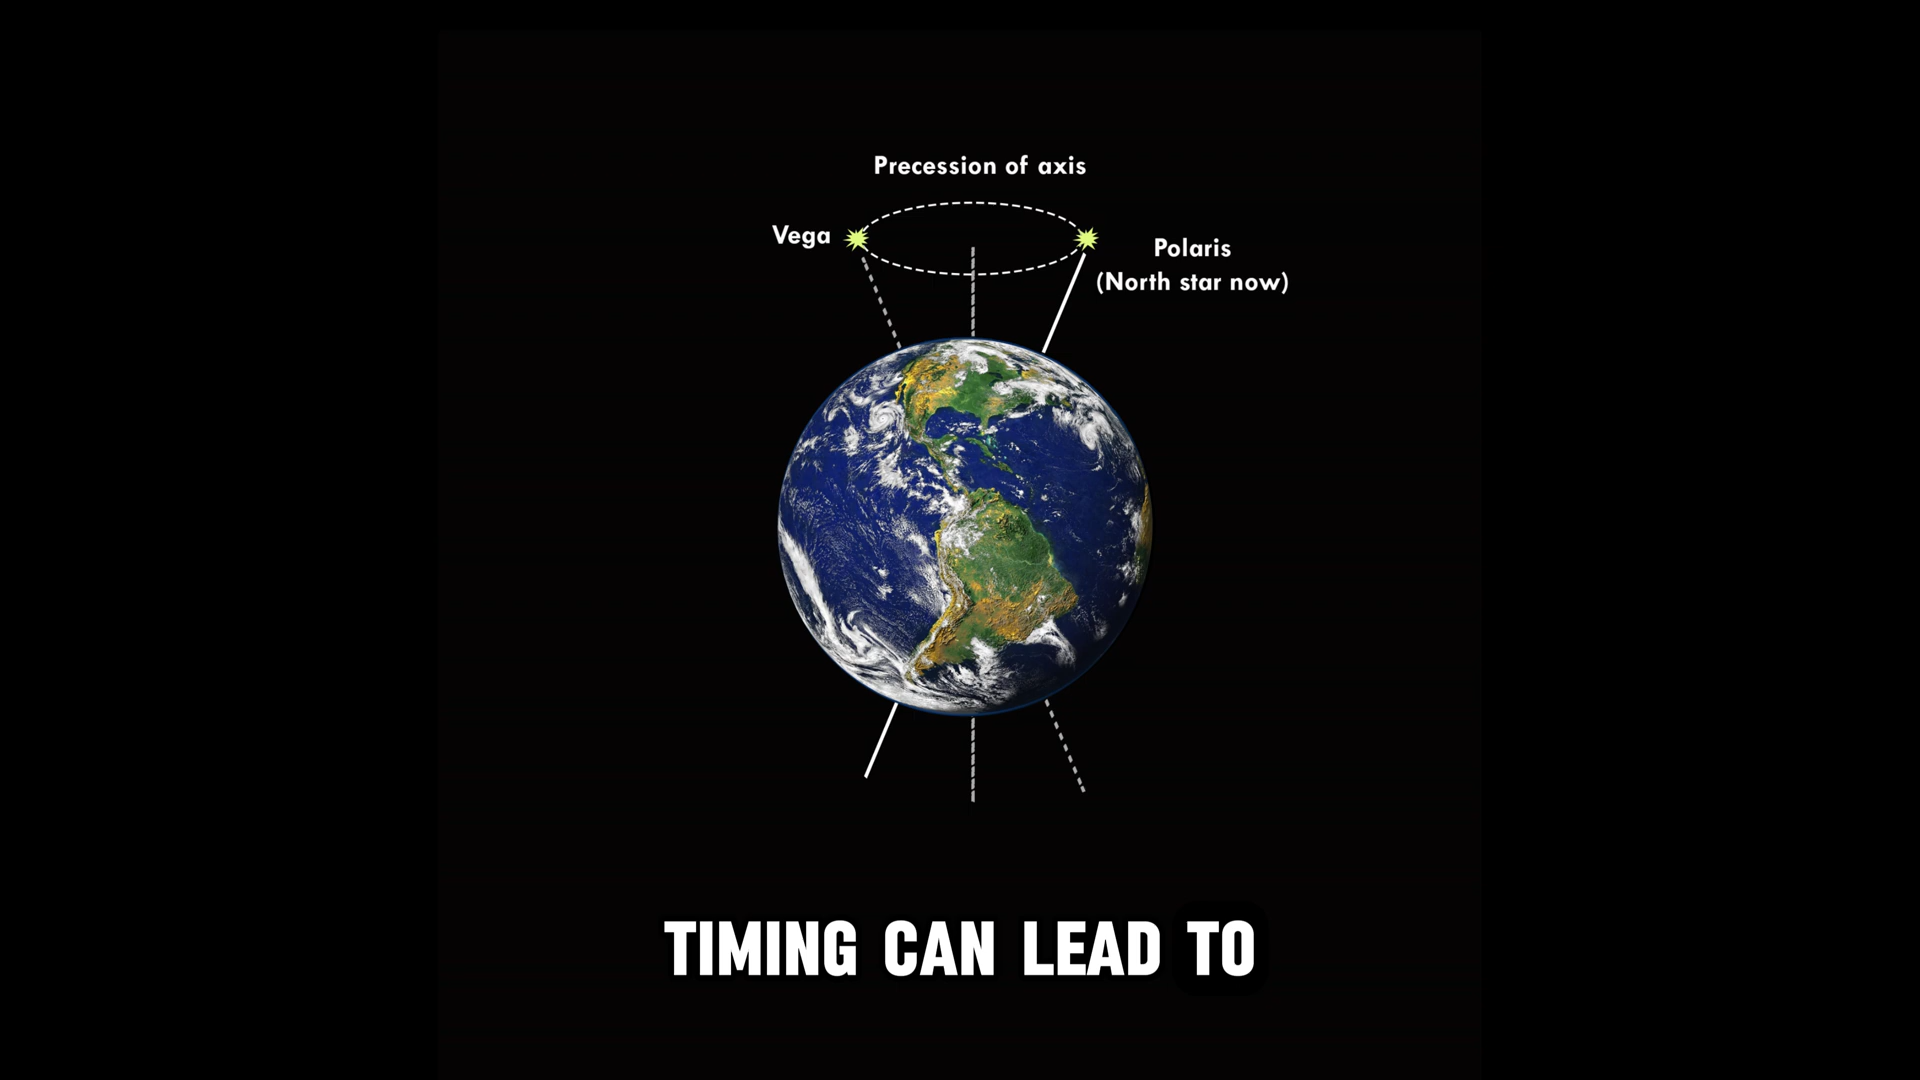 Precession of axis
Vega
Polaris
(North star now)
TIMING CAN LEAD TO